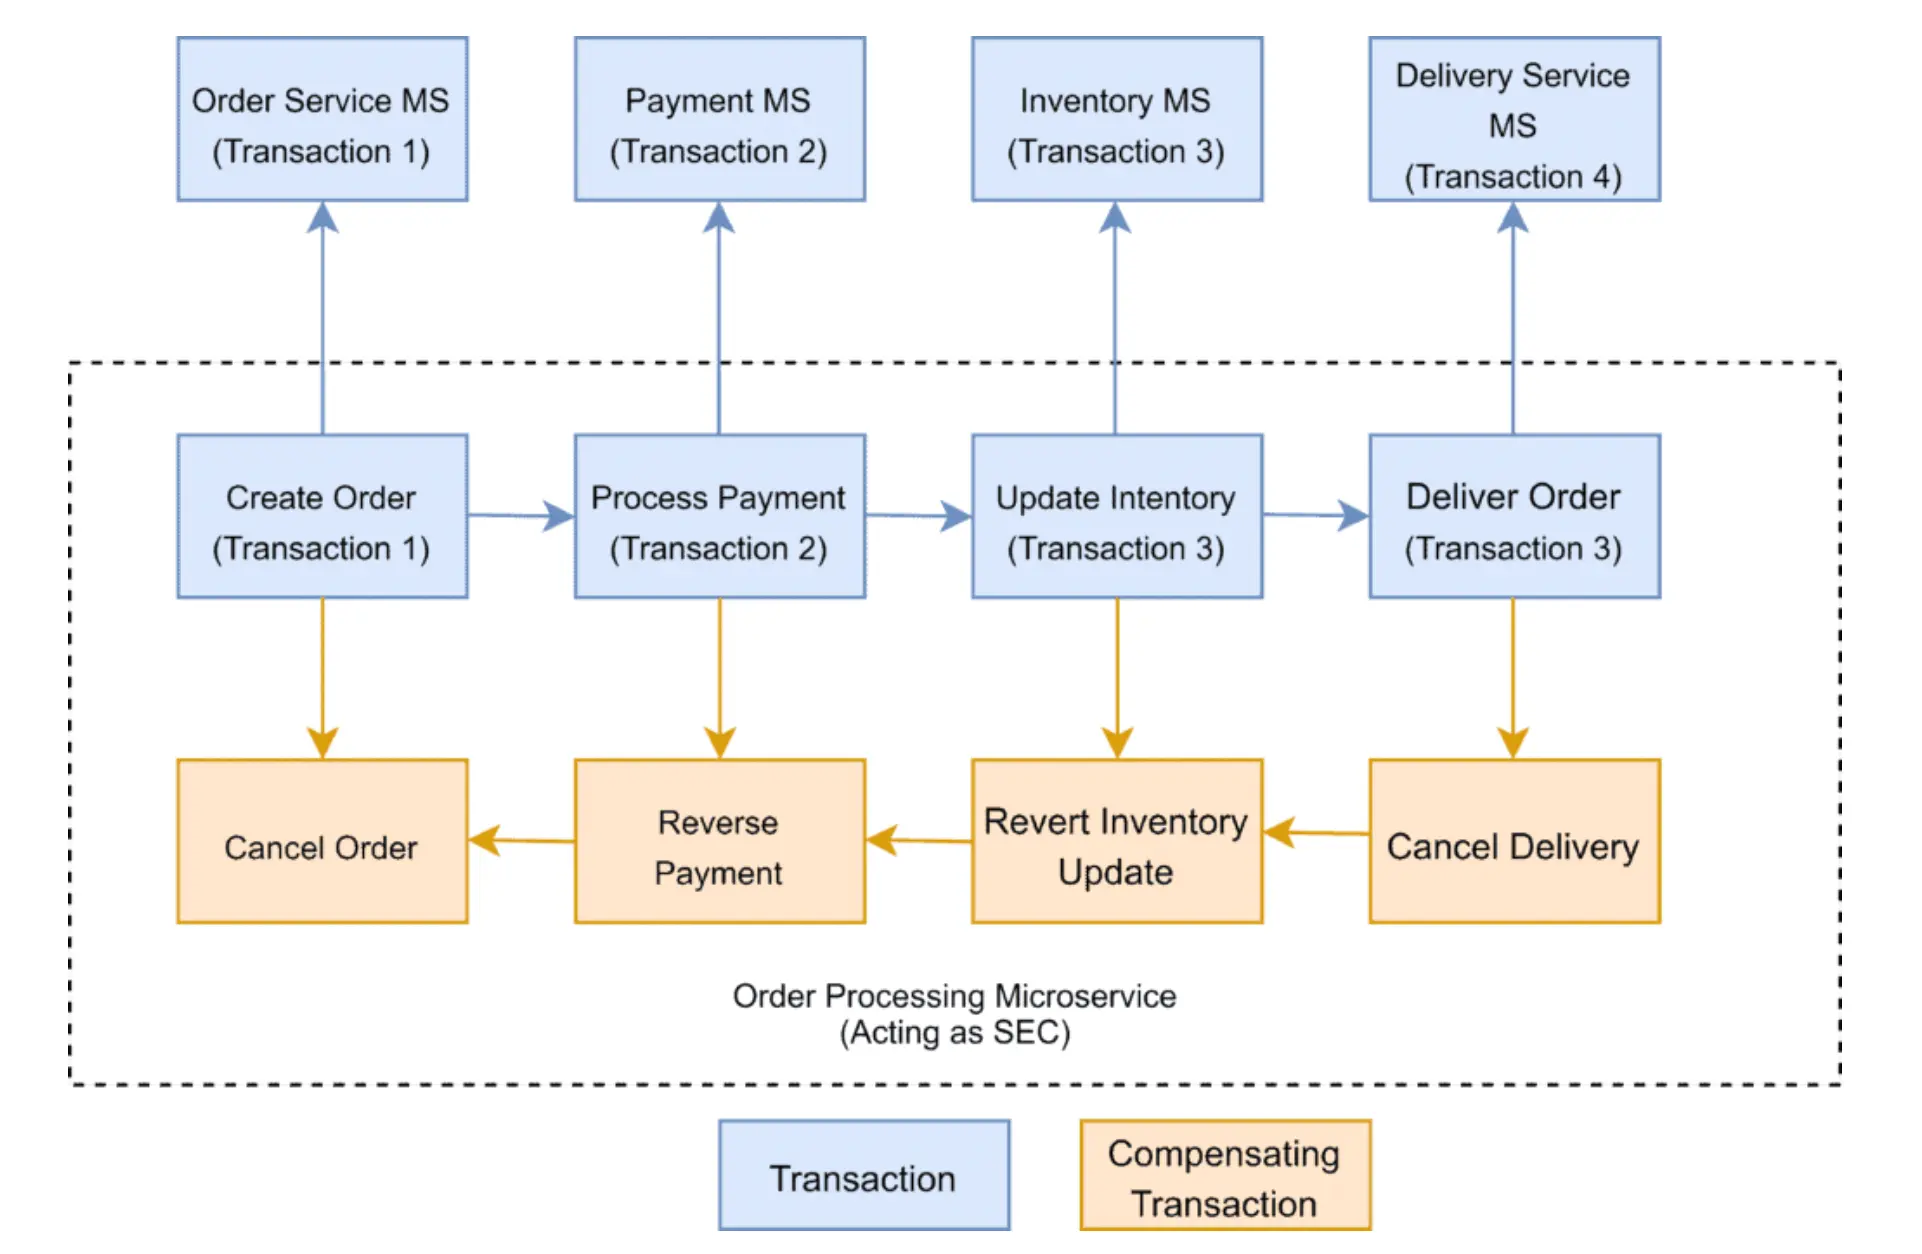 Order Service MS
(Transaction 1)
Payment MS
(Transaction 2)
Inventory MS
(Transaction 3)
Delivery Service
MS
(Transaction 4)
Create Order
(Transaction 1)
Process Payment
(Transaction 2)
Update Intentory
(Transaction 3)
Deliver Order
(Transaction 3)
Cancel Order
Reverse
Payment
Revert Inventory
Update
Cancel Delivery
Order Processing Microservice
(Acting as SEC)
Transaction
Compensating
Transaction